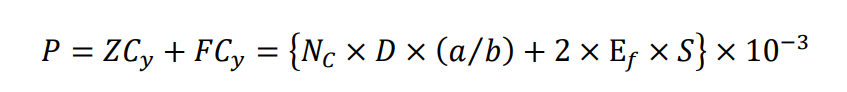 P = ZC_y + FC_y = {N_C × D × (a/b) + 2 × E_f × S} × 10^{-3}